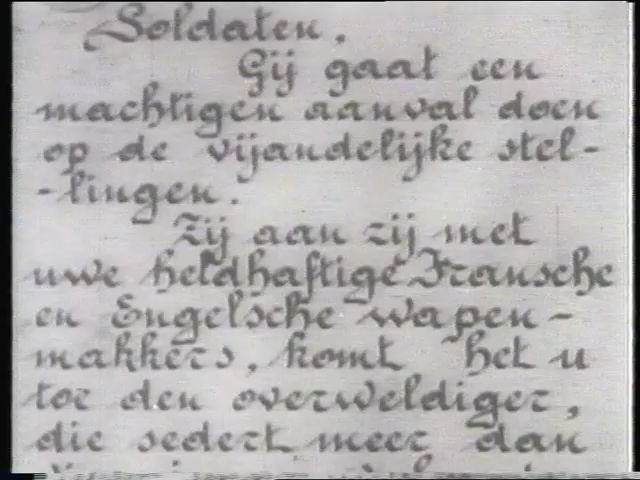 Soldaten,
Gij gaat een
machtigen aanval doen
op de vijandelijke stel-
-lingen.
Zij aan zij met
uwe heldhaftige Fransche
en Engelsche wapen-
makkers, komt het u
toe den overweldiger,
die sedert meer dan